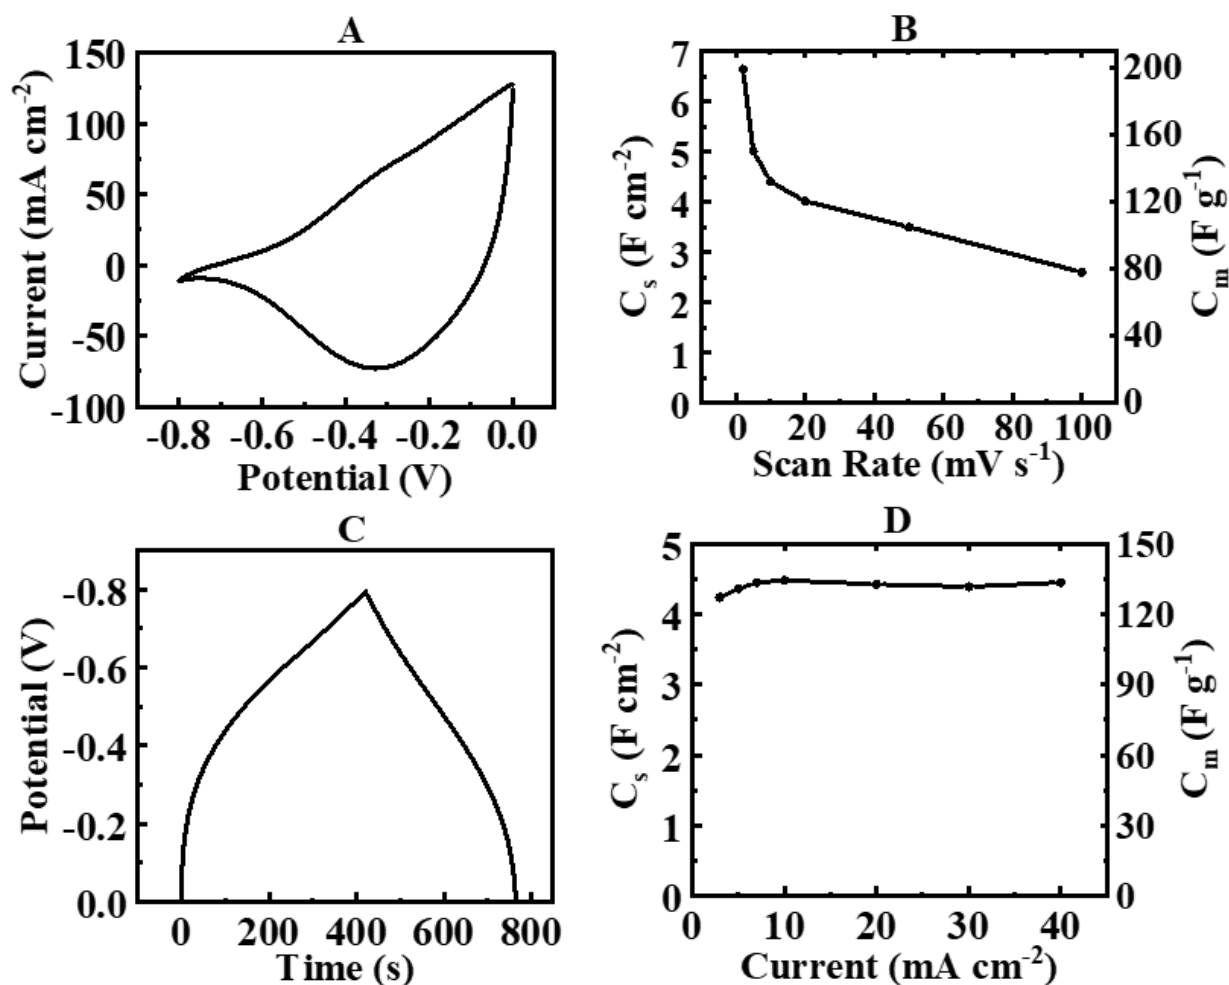 A
Current (mA cm-2)
150
100
50
0
-50
-100
-0.8 -0.6 -0.4 -0.2 0.0
Potential (V)
B
Cs (F cm-2)
7
6
5
4
3
2
1
0
200
160
120
80
40
0
Cm (F g-1)
0 20 40 60 80 100
Scan Rate (mV s-1)
C
Potential (V)
-0.8
-0.6
-0.4
-0.2
0.0
0 200 400 600 800
Time (s)
D
Cs (F cm-2)
5
4
3
2
1
0
150
120
90
60
30
0
Cm (F g-1)
0 10 20 30 40
Current (mA cm-2)